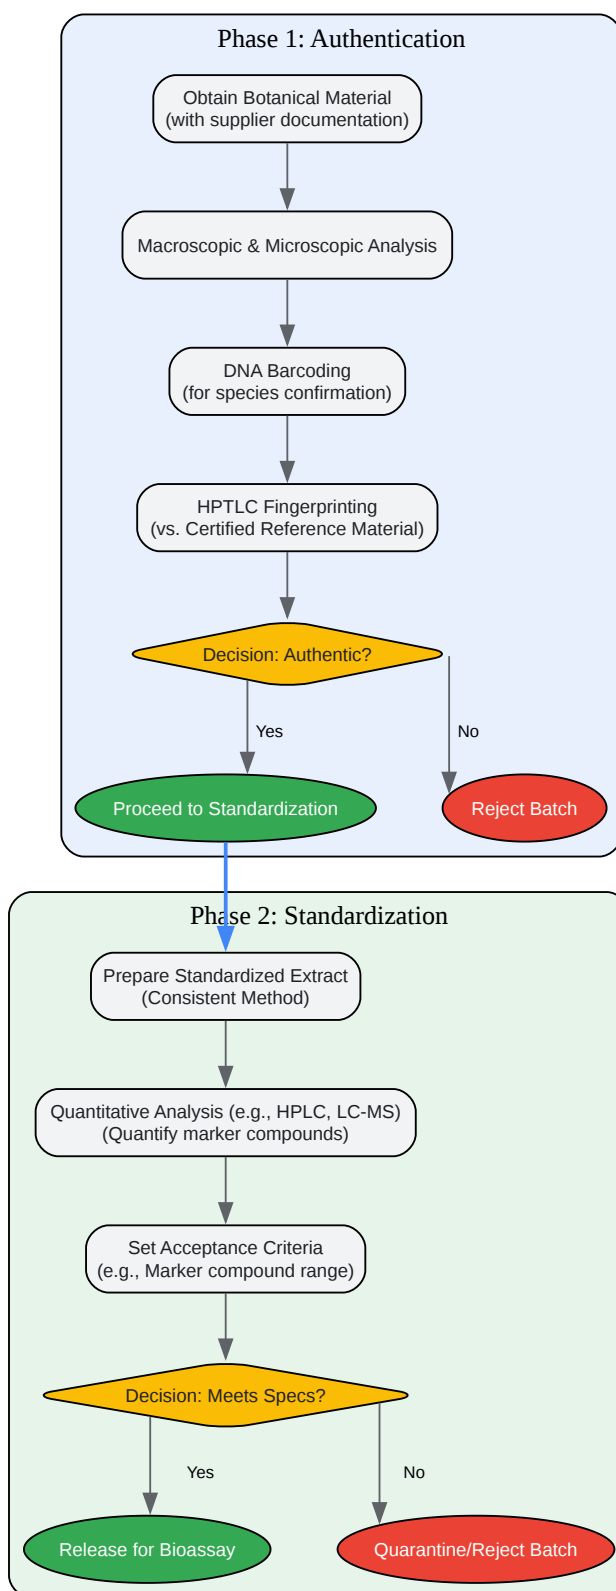 Phase 1: Authentication
Obtain Botanical Material
(with supplier documentation)
Macroscopic & Microscopic Analysis
DNA Barcoding
(for species confirmation)
HPTLC Fingerprinting
(vs. Certified Reference Material)
Decision: Authentic?
Yes
No
Proceed to Standardization
Reject Batch
Phase 2: Standardization
Prepare Standardized Extract
(Consistent Method)
Quantitative Analysis (e.g., HPLC, LC-MS)
(Quantify marker compounds)
Set Acceptance Criteria
(e.g., Marker compound range)
Decision: Meets Specs?
Yes
No
Release for Bioassay
Quarantine/Reject Batch